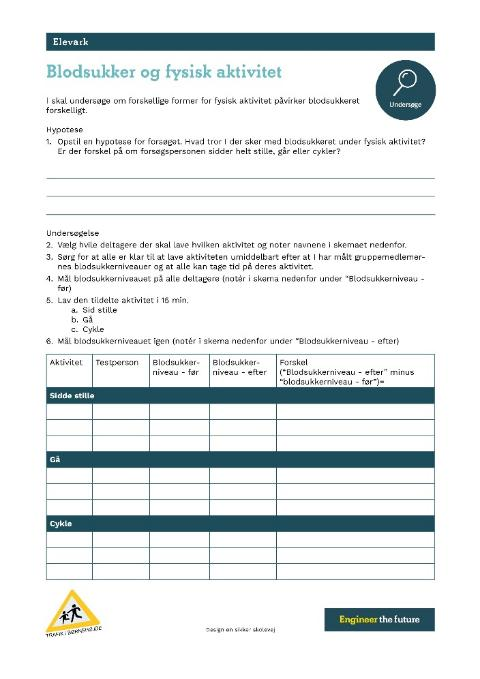 Elevark
Blodsukker og fysisk aktivitet
Undersøge
I skal undersøge om forskellige former for fysisk aktivitet påvirker blodsukkeret
forskelligt.
Hypotese
1. Opstil en hypotese for forsøget. Hvad tror I der sker med blodsukkeret under fysisk aktivitet?
Er der forskel på om forsøgspersonen sidder helt stille, går eller cykler?
Undersøgelse
2. Vælg hvile deltagere der skal lave hvilken aktivitet og noter navnene i skemaet nedenfor.
3. Sørg for at alle er klar til at lave aktiviteten umiddelbart efter at I har målt gruppemedlemer-
nes blodsukkerniveauer og at alle kan tage tid på deres aktivitet.
4. Mål blodsukkerniveauet på alle deltagere (notér i skema nedenfor under "Blodsukkerniveau -
før)
5. Lav den tildelte aktivitet i 15 min.
a. Sid stille
b. Gå
c. Cykle
6. Mål blodsukkerniveauet igen (notér i skema nedenfor under "Blodsukkerniveau - efter)
Aktivitet Testperson Blodsukker- Blodsukker- Forskel
niveau - før niveau - efter ("Blodsukkerniveau - efter" minus
"blodsukkerniveau - før")=
Sidde stille
Gå
Cykle
Design en sikker skolevej
Engineer the future